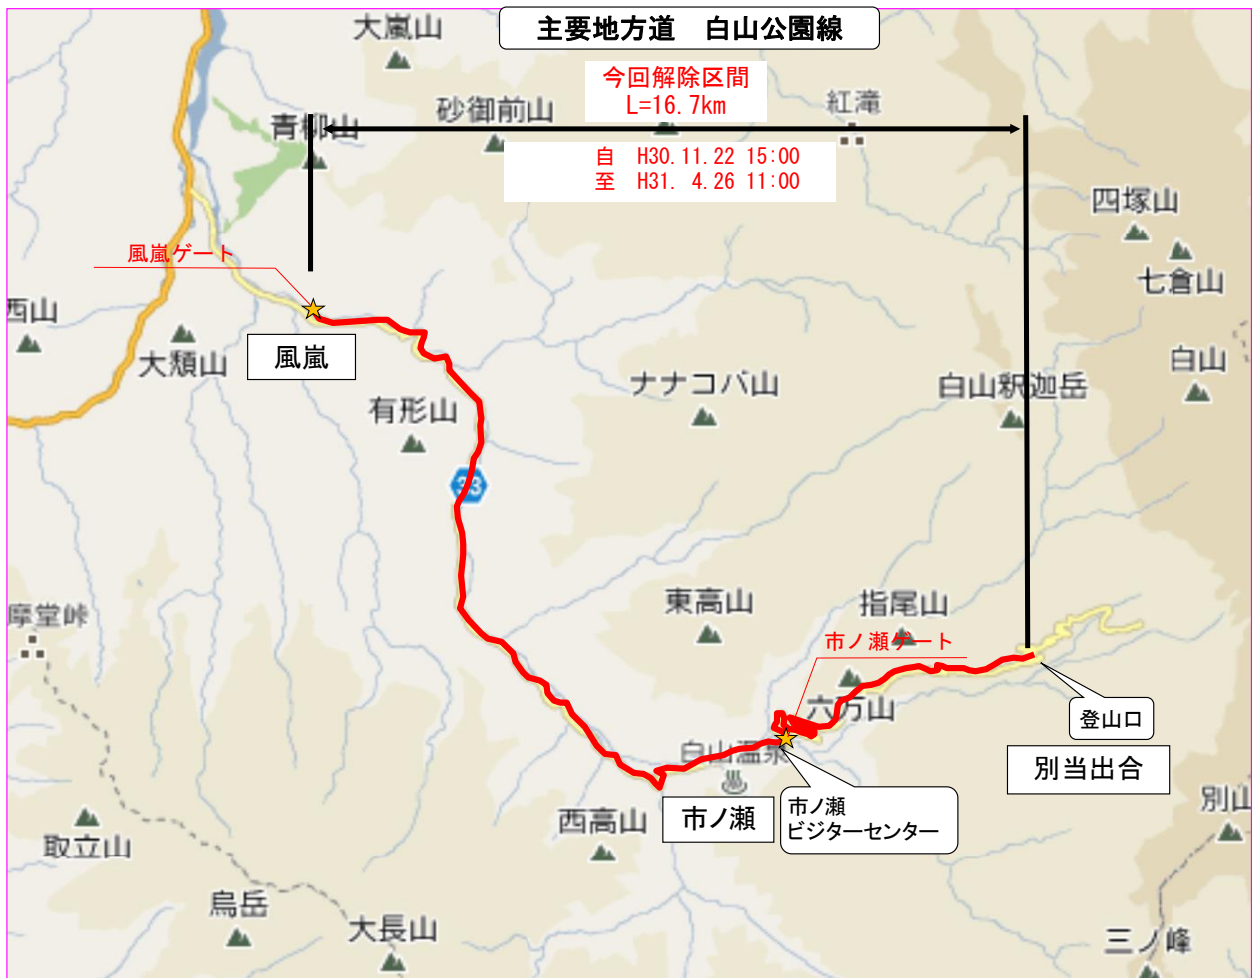 主要地方道　白山公園線
大嵐山
今回解除区間
L=16.7km
砂御前山
紅滝
青柳山
自　H30.11.22 15:00
至　H31. 4.26 11:00
四塚山
風嵐ゲート
七倉山
西山
大頽山
風嵐
ナナコバ山
白山釈迦岳
白山
有形山
33
東高山
指尾山
摩堂峠
市ノ瀬ゲート
六万山
登山口
白山温泉
別当出合
市ノ瀬
市ノ瀬
ビジターセンター
西高山
別山
取立山
鳥岳
大長山
三ノ峰